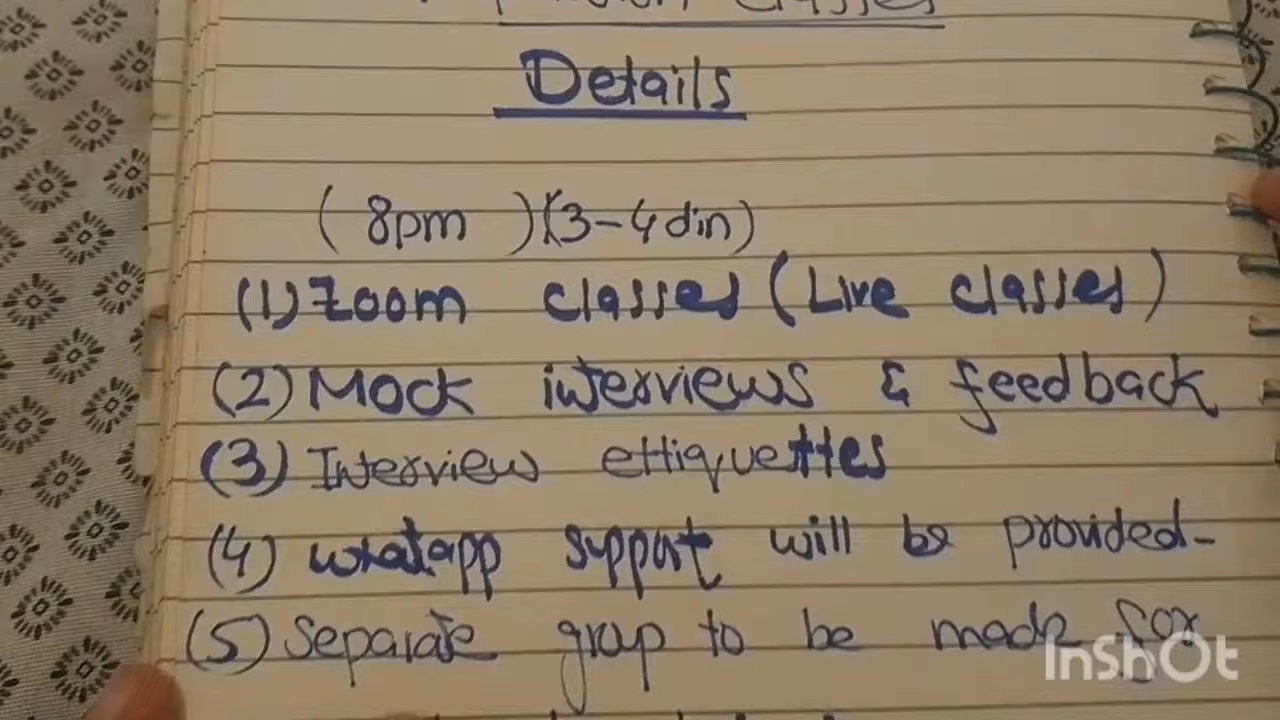 classes
Details
(8pm)(3-4 din)
(1) Zoom classes (Live classes)
(2) Mock interviews & feedback
(3) Interview ettiquettes
(4) whatapp support will be provided-
(5) Separate grup to be made for
InShOt